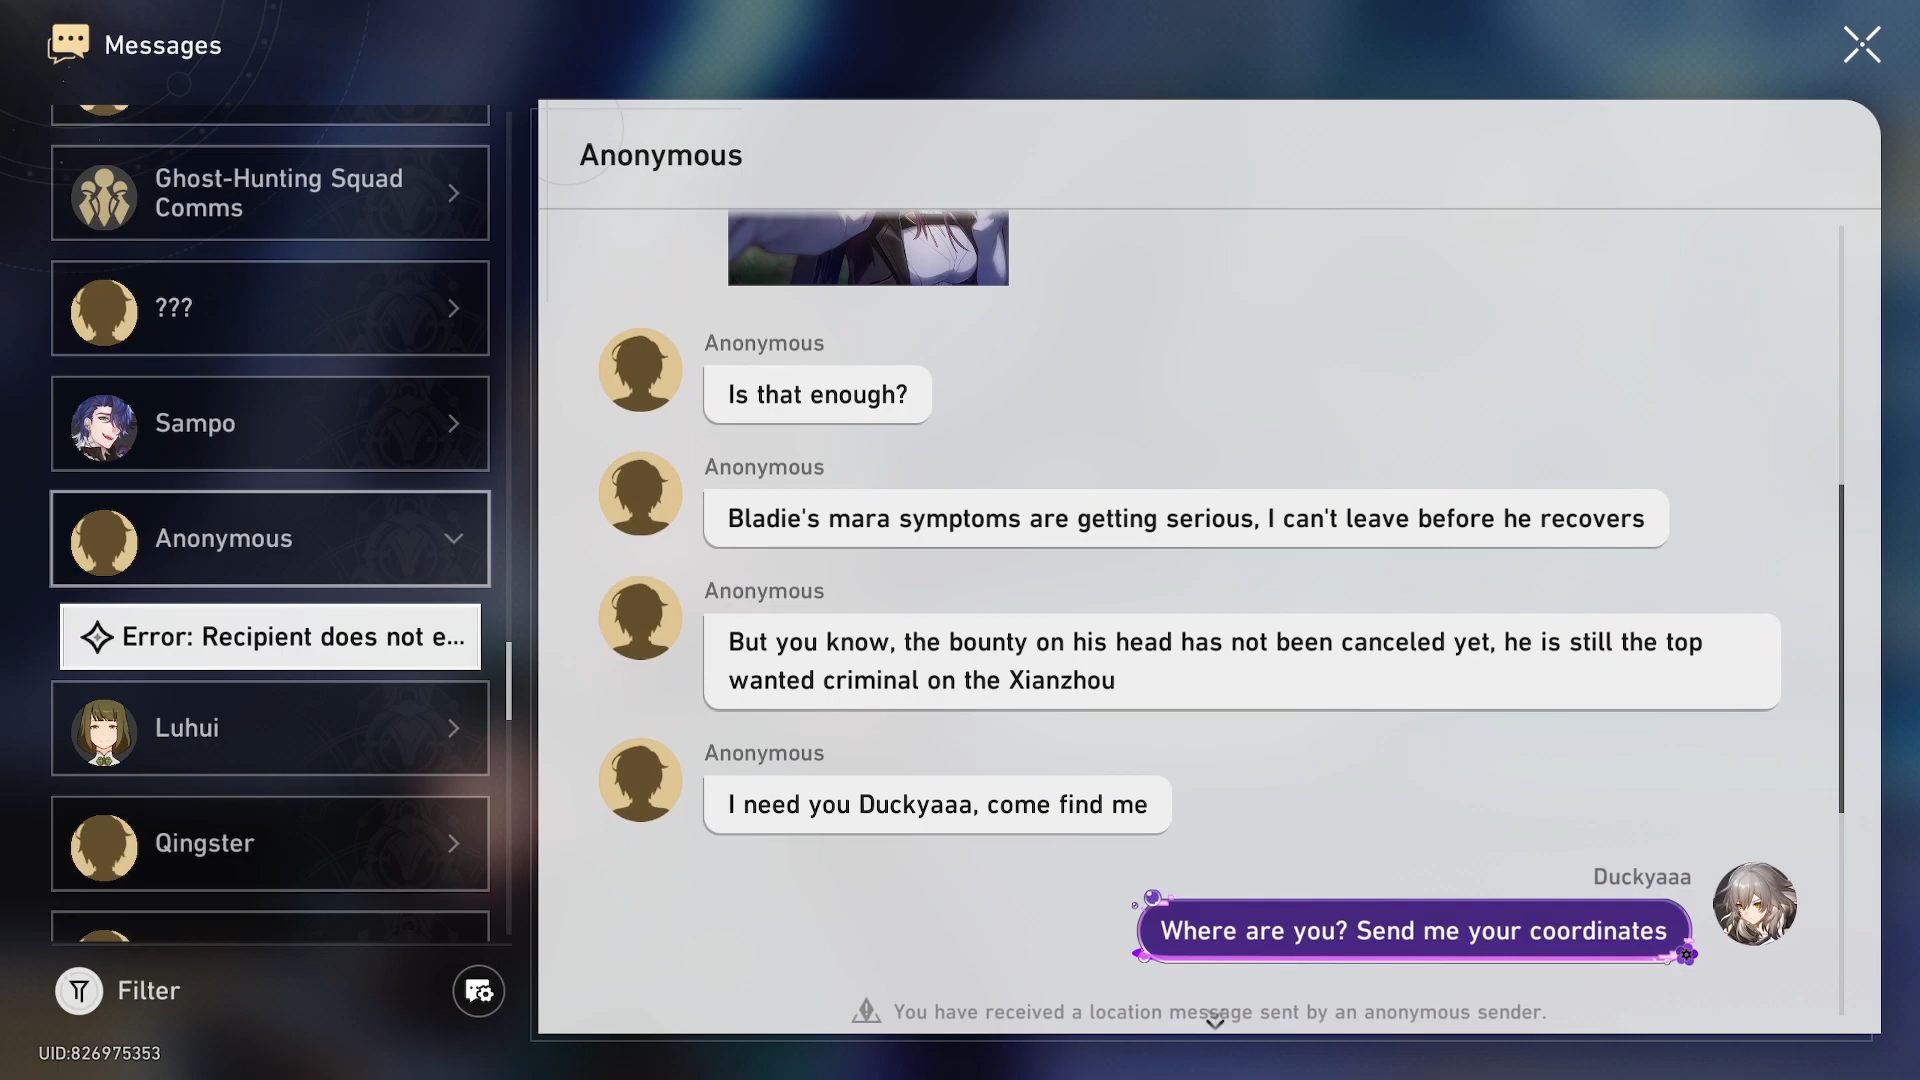 Messages
Ghost-Hunting Squad
Comms
???
Sampo
Anonymous
Error: Recipient does not e...
Luhui
Qingster
Filter
UID:826975353
Anonymous
Anonymous
Is that enough?
Anonymous
Bladie's mara symptoms are getting serious, I can't leave before he recovers
Anonymous
But you know, the bounty on his head has not been canceled yet, he is still the top
wanted criminal on the Xianzhou
Anonymous
I need you Duckyaaa, come find me
Duckyaaa
Where are you? Send me your coordinates
You have received a location message sent by an anonymous sender.